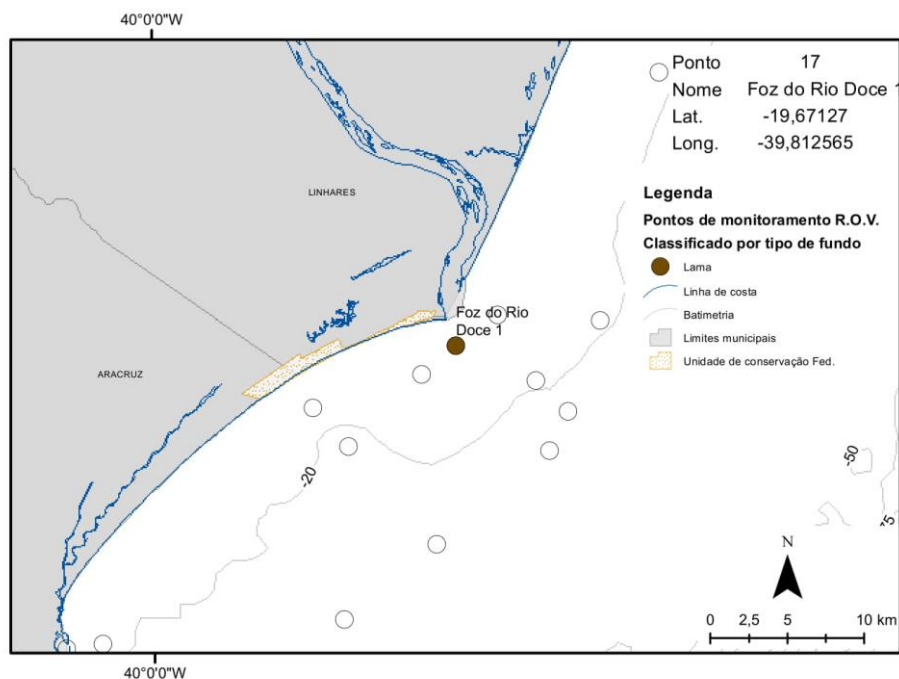 40°0'0"W
Ponto 17
Nome Foz do Rio Doce 1
Lat. -19,67127
Long. -39,812565
LINHARES
Legenda
Pontos de monitoramento R.O.V.
Classificado por tipo de fundo
Lama
Linha de costa
Batimetria
Limites municipais
Unidade de conservação Fed.
Foz do Rio
Doce 1
ARACRUZ
-20
-50
N
0 2,5 5 10 km
40°0'0"W